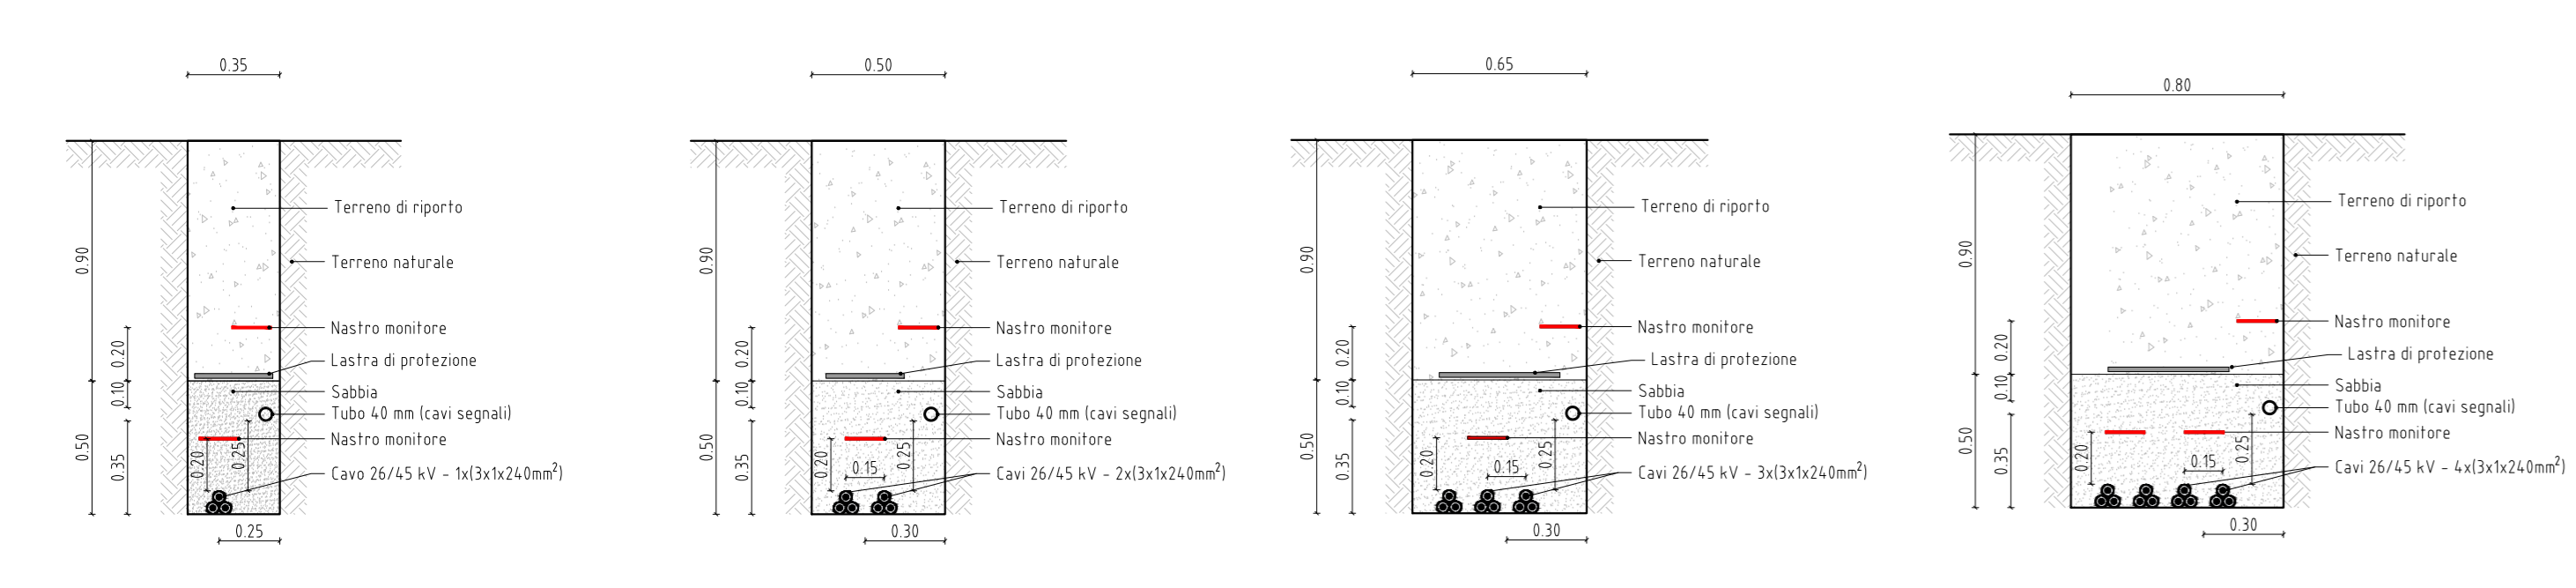 0.35
0.90
0.50
0.20
0.10
0.35
Terreno di riporto
Terreno naturale
Nastro monitore
Lastra di protezione
Sabbia
Tubo 40 mm (cavi segnali)
Nastro monitore
Cavo 26/45 kV - 1x(3x1x240mm²)
0.20
0.25
0.25
0.50
0.90
0.50
0.20
0.10
0.35
Terreno di riporto
Terreno naturale
Nastro monitore
Lastra di protezione
Sabbia
Tubo 40 mm (cavi segnali)
Nastro monitore
Cavi 26/45 kV - 2x(3x1x240mm²)
0.20
0.15
0.25
0.30
0.65
0.90
0.50
0.20
0.10
0.35
Terreno di riporto
Terreno naturale
Nastro monitore
Lastra di protezione
Sabbia
Tubo 40 mm (cavi segnali)
Nastro monitore
Cavi 26/45 kV - 3x(3x1x240mm²)
0.20
0.15
0.25
0.30
0.80
0.90
0.50
0.20
0.10
0.35
Terreno di riporto
Terreno naturale
Nastro monitore
Lastra di protezione
Sabbia
Tubo 40 mm (cavi segnali)
Nastro monitore
Cavi 26/45 kV - 4x(3x1x240mm²)
0.20
0.15
0.25
0.30